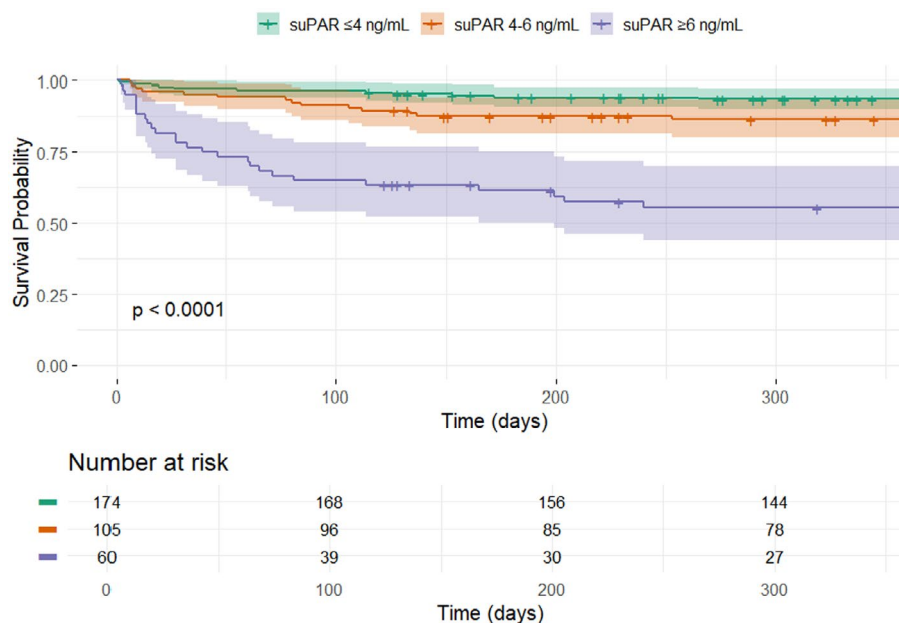 suPAR ≤4 ng/mL suPAR 4-6 ng/mL suPAR ≥6 ng/mL
Survival Probability
1.00
0.75
0.50
0.25
0.00
p < 0.0001
0 100 200 300
Time (days)
Number at risk
174 168 156 144
105 96 85 78
60 39 30 27
0 100 200 300
Time (days)